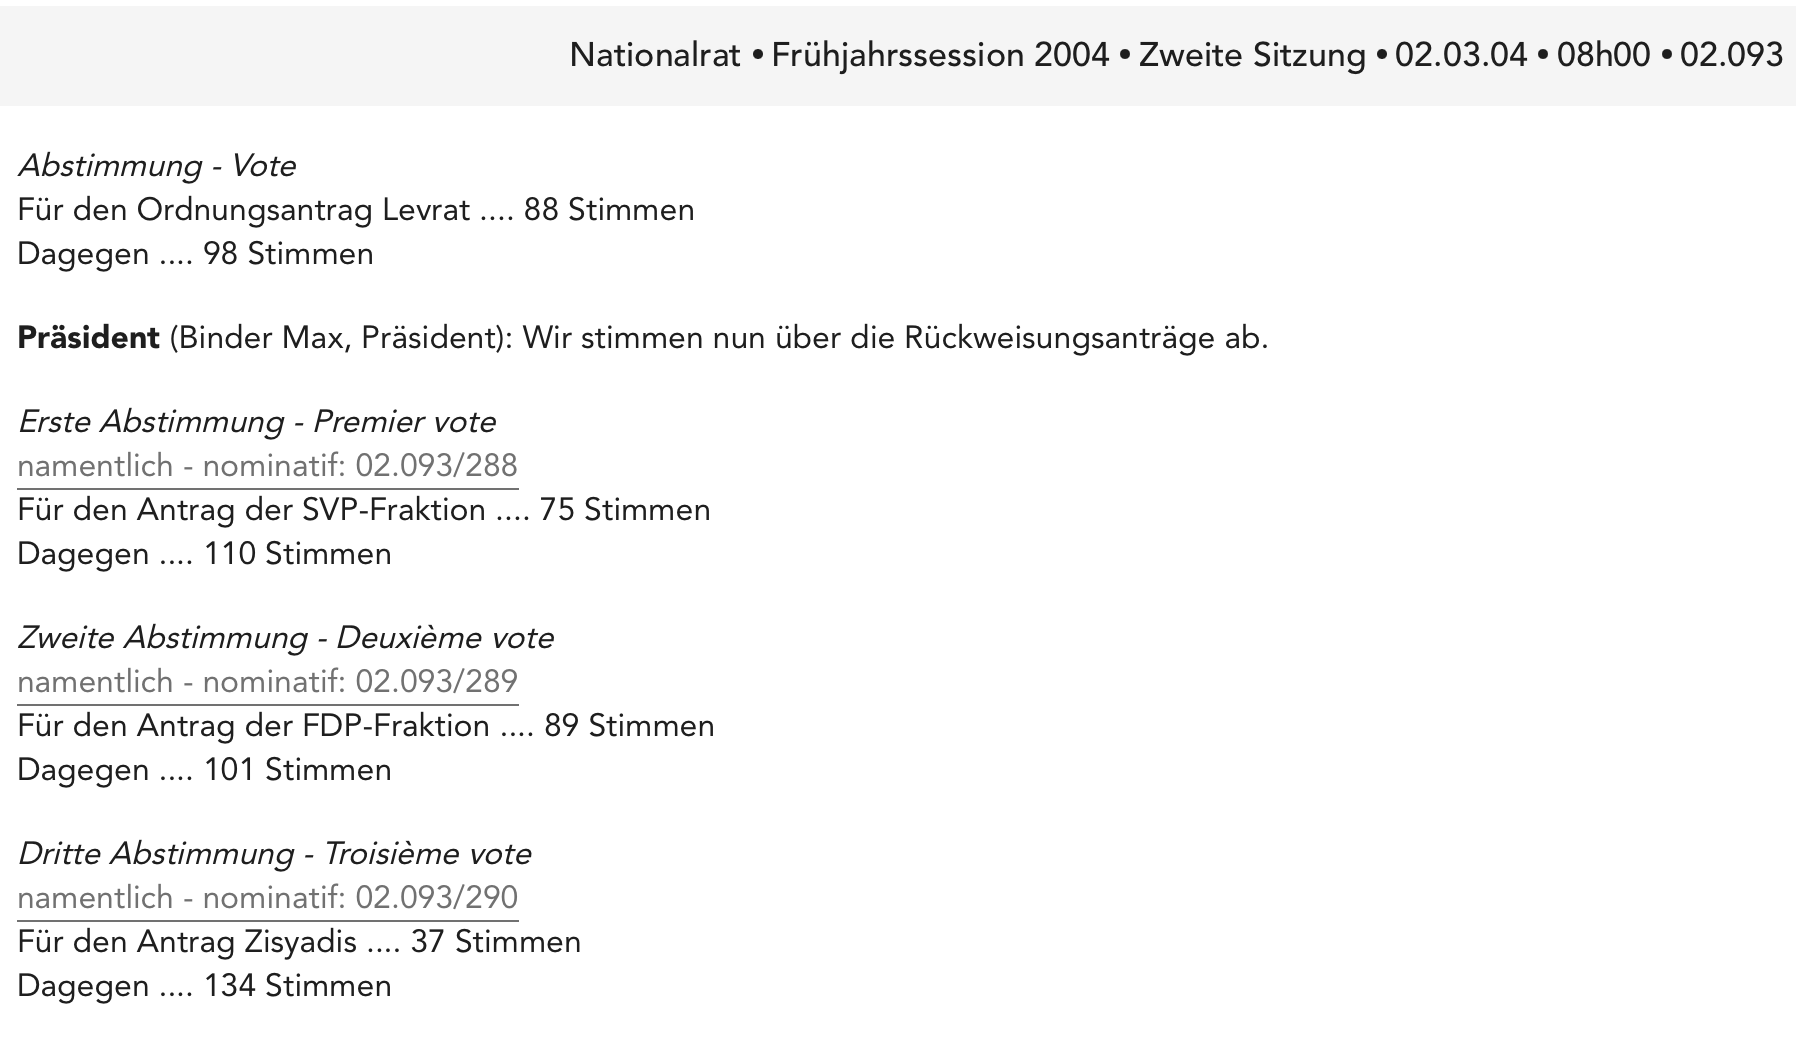 Nationalrat • Frühjahrssession 2004 • Zweite Sitzung • 02.03.04 • 08h00 • 02.093
Abstimmung - Vote
Für den Ordnungsantrag Levrat .... 88 Stimmen
Dagegen .... 98 Stimmen
Präsident (Binder Max, Präsident): Wir stimmen nun über die Rückweisungsanträge ab.
Erste Abstimmung - Premier vote
namentlich - nominatif: 02.093/288
Für den Antrag der SVP-Fraktion .... 75 Stimmen
Dagegen .... 110 Stimmen
Zweite Abstimmung - Deuxième vote
namentlich - nominatif: 02.093/289
Für den Antrag der FDP-Fraktion .... 89 Stimmen
Dagegen .... 101 Stimmen
Dritte Abstimmung - Troisième vote
namentlich - nominatif: 02.093/290
Für den Antrag Zisyadis .... 37 Stimmen
Dagegen .... 134 Stimmen